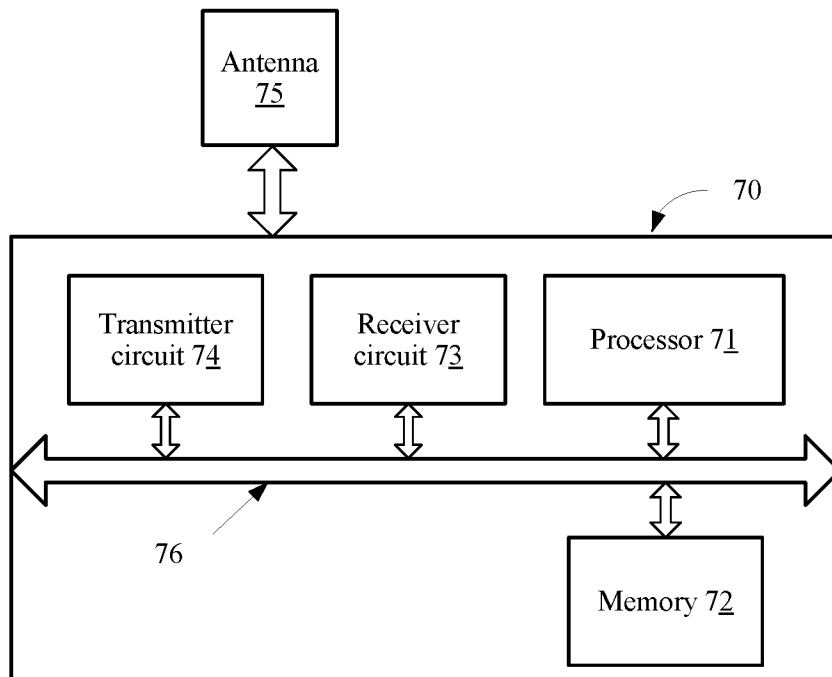 Antenna
75
70
Transmitter
circuit 74
Receiver
circuit 73
Processor 71
76
Memory 72